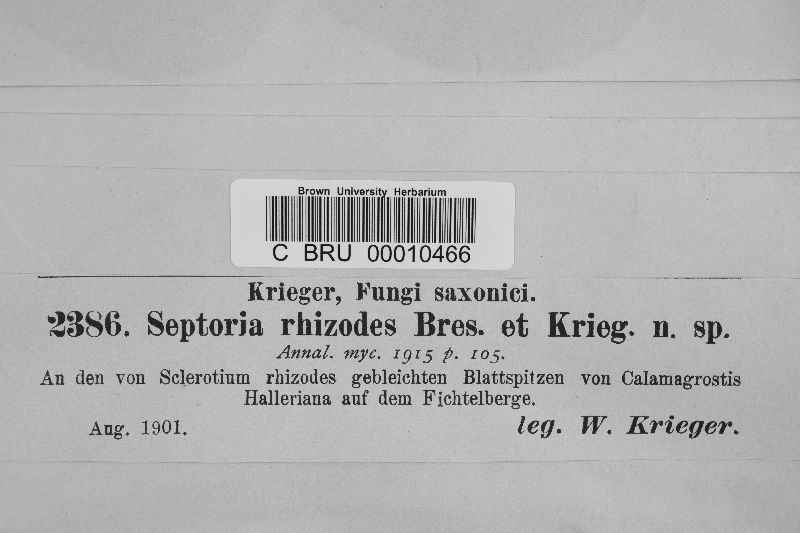 Brown University Herbarium
C BRU 00010466
Krieger, Fungi saxonici.
2386. Septoria rhizodes Bres. et Krieg. n. sp.
Annal. myc. 1915 p. 105.
An den von Sclerotium rhizodes gebleichten Blattspitzen von Calamagrostis
Halleriana auf dem Fichtelberge.
Aug. 1901.
leg. W. Krieger.